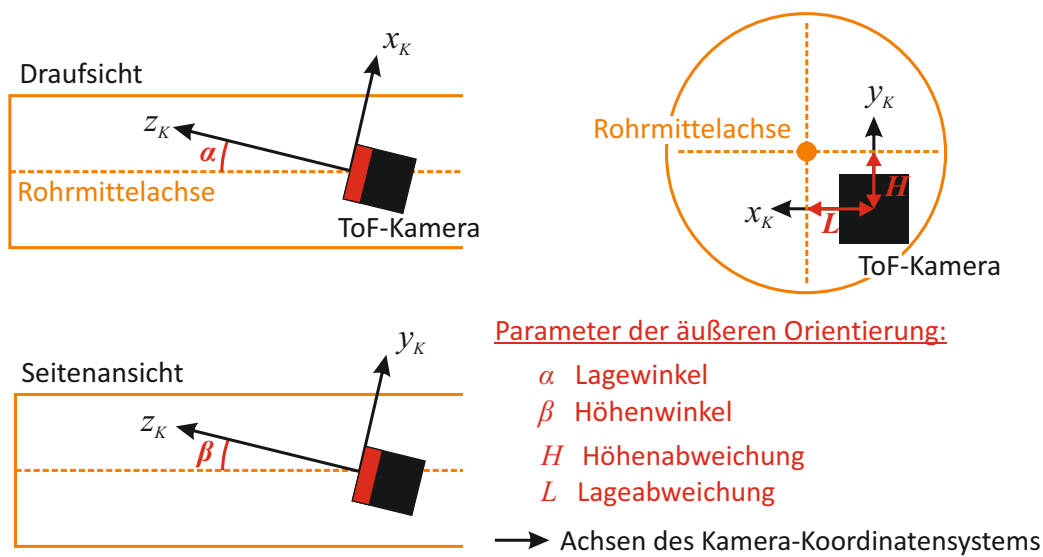 Draufsicht
x_K
z_K
α
Rohrmittelachse
ToF-Kamera
Rohrmittelachse
y_K
H
x_K
L
ToF-Kamera
Seitenansicht
y_K
z_K
β
Parameter der äußeren Orientierung:
α Lagewinkel
β Höhenwinkel
H Höhenabweichung
L Lageabweichung
Achsen des Kamera-Koordinatensystems